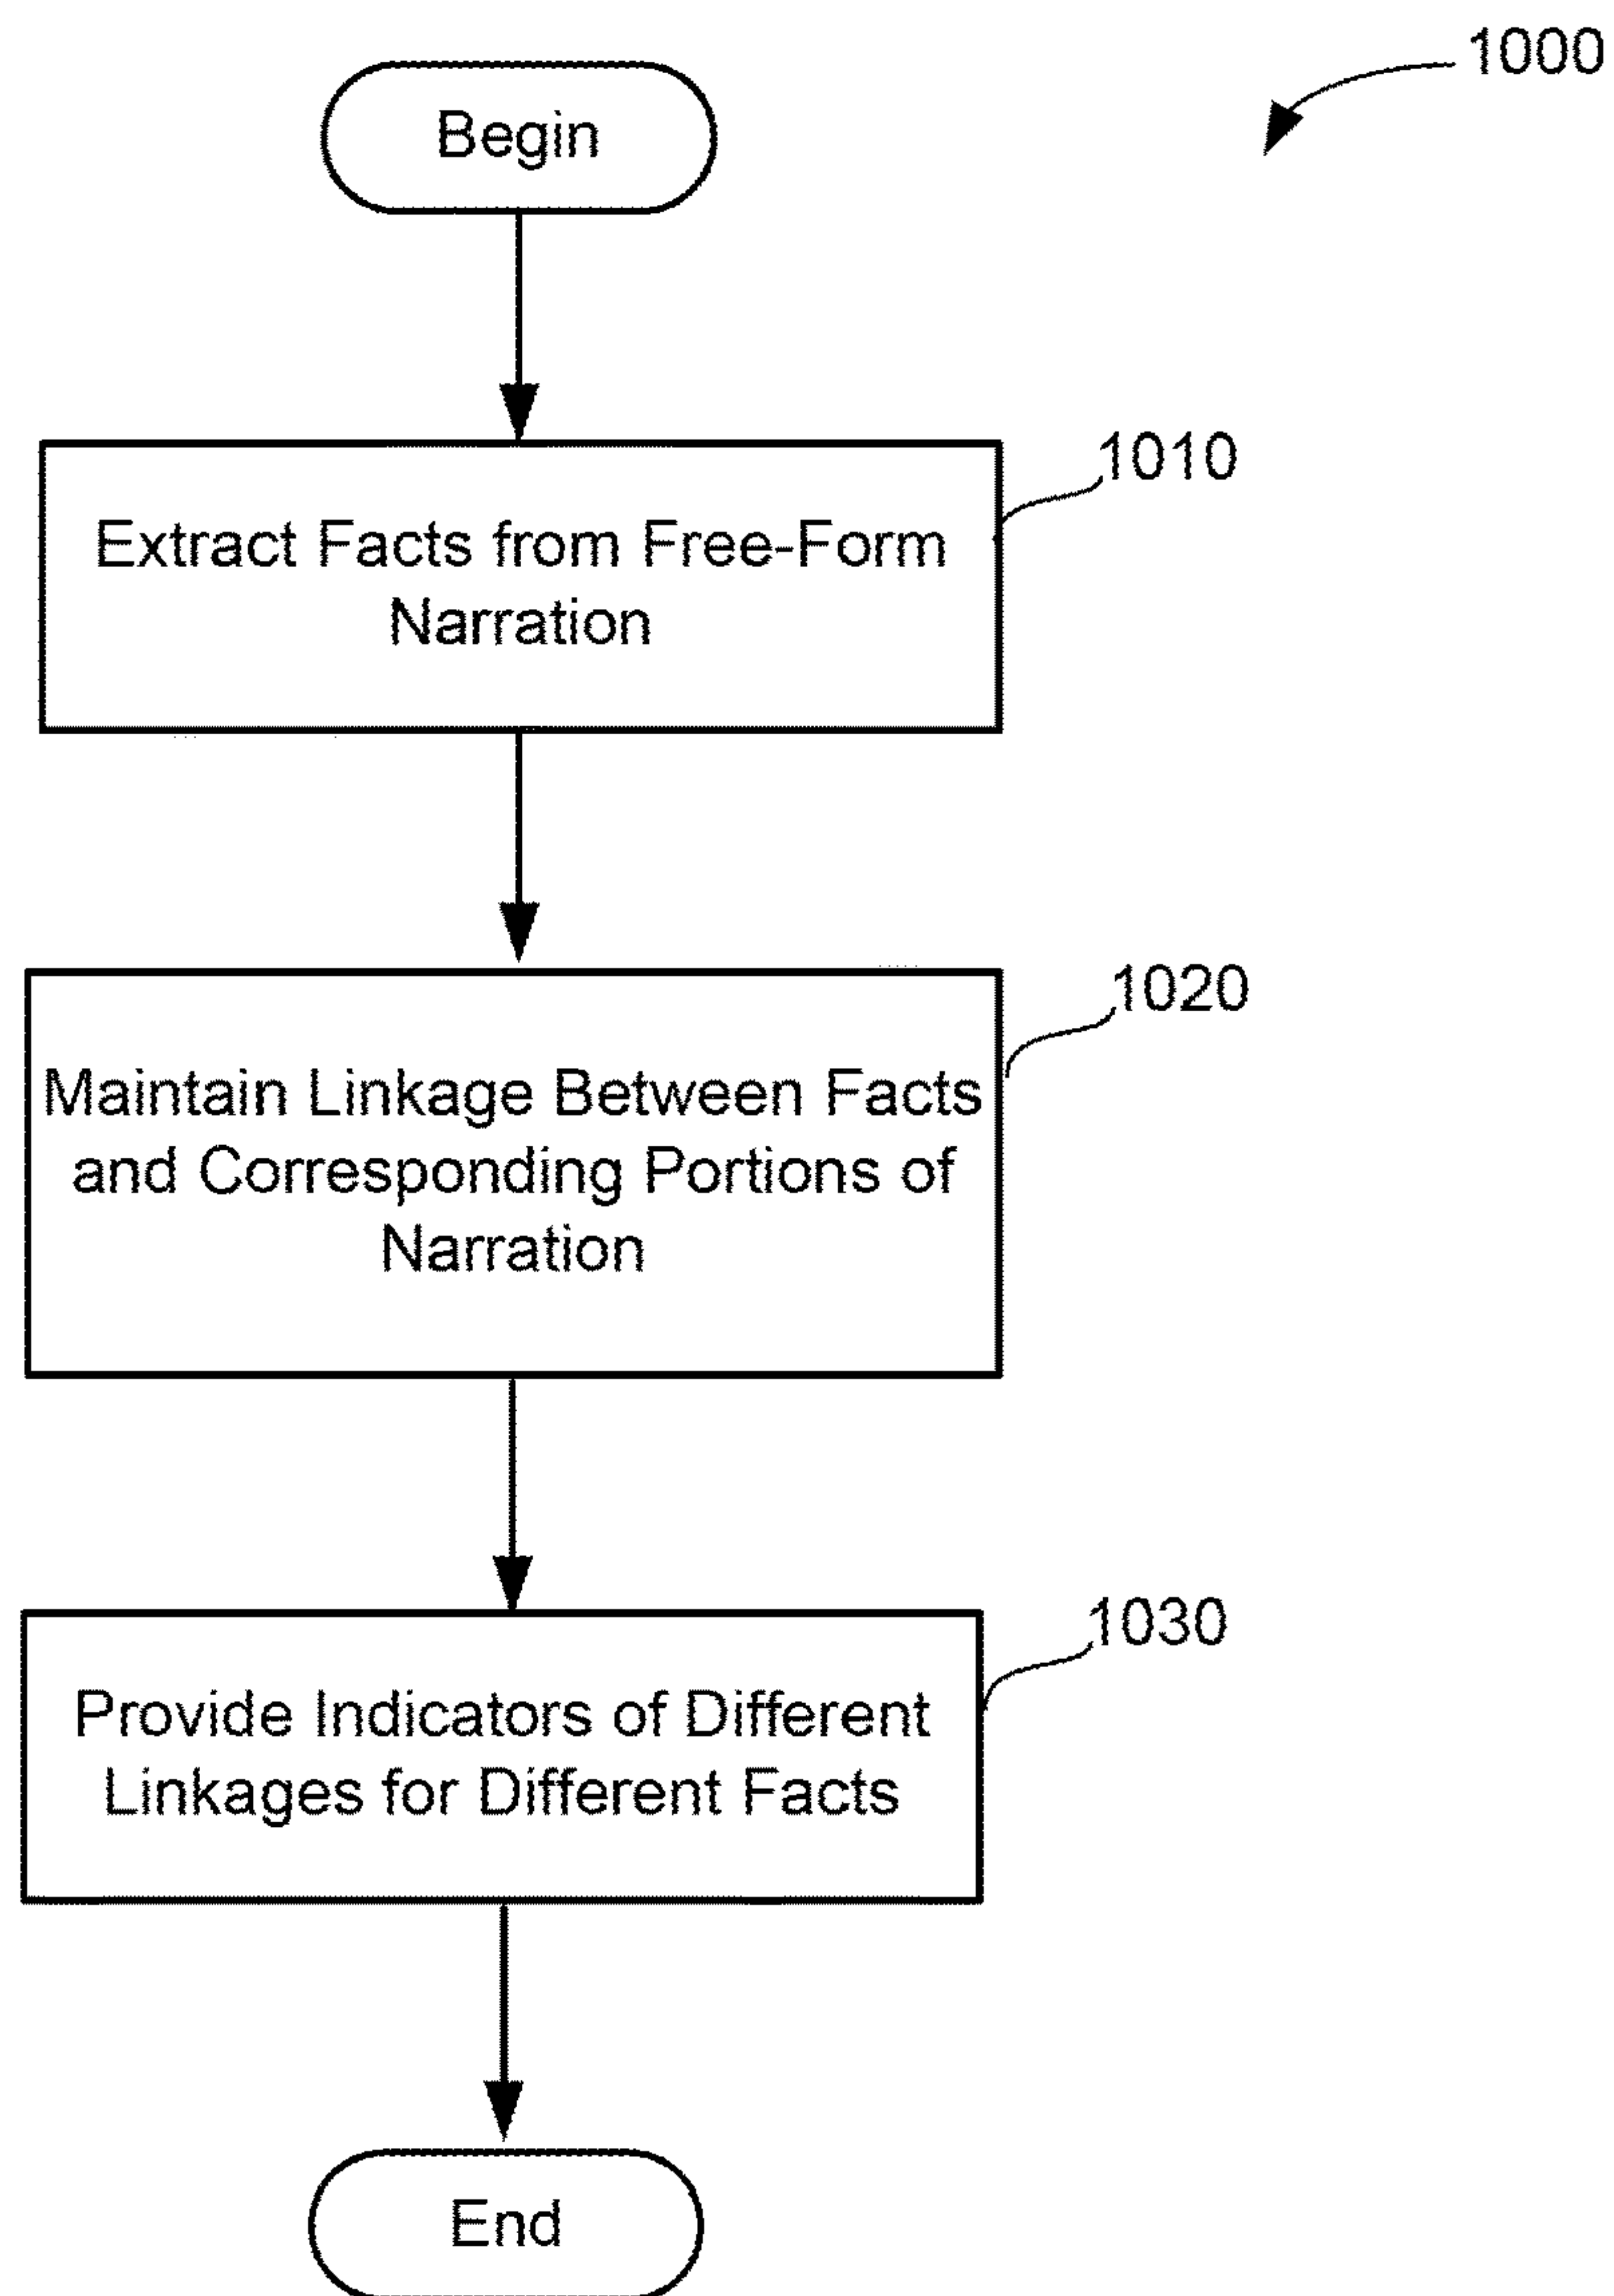 1000
Begin
1010
Extract Facts from Free-Form
Narration
1020
Maintain Linkage Between Facts
and Corresponding Portions of
Narration
1030
Provide Indicators of Different
Linkages for Different Facts
End